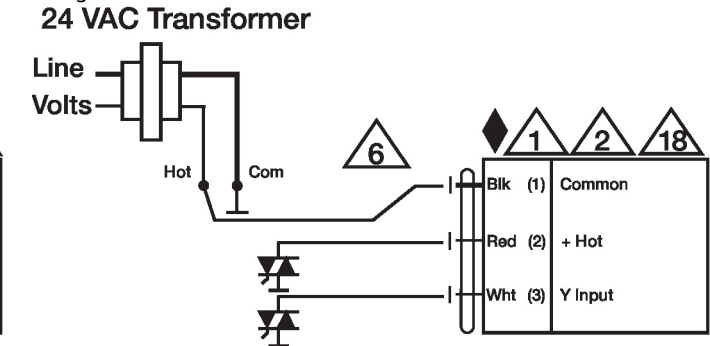 24 VAC Transformer
Line
Volts
Hot
Com
6
1
2
18
Blk (1) Common
Red (2) + Hot
Wht (3) Y Input